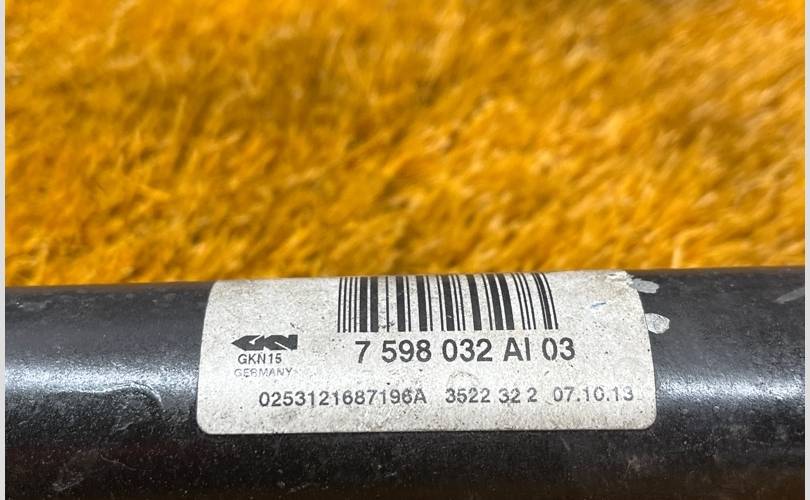 GKN
7 598 032 AI 03
GKN15
GERMANY
0253121687196A 3522 32 2 07.10.13